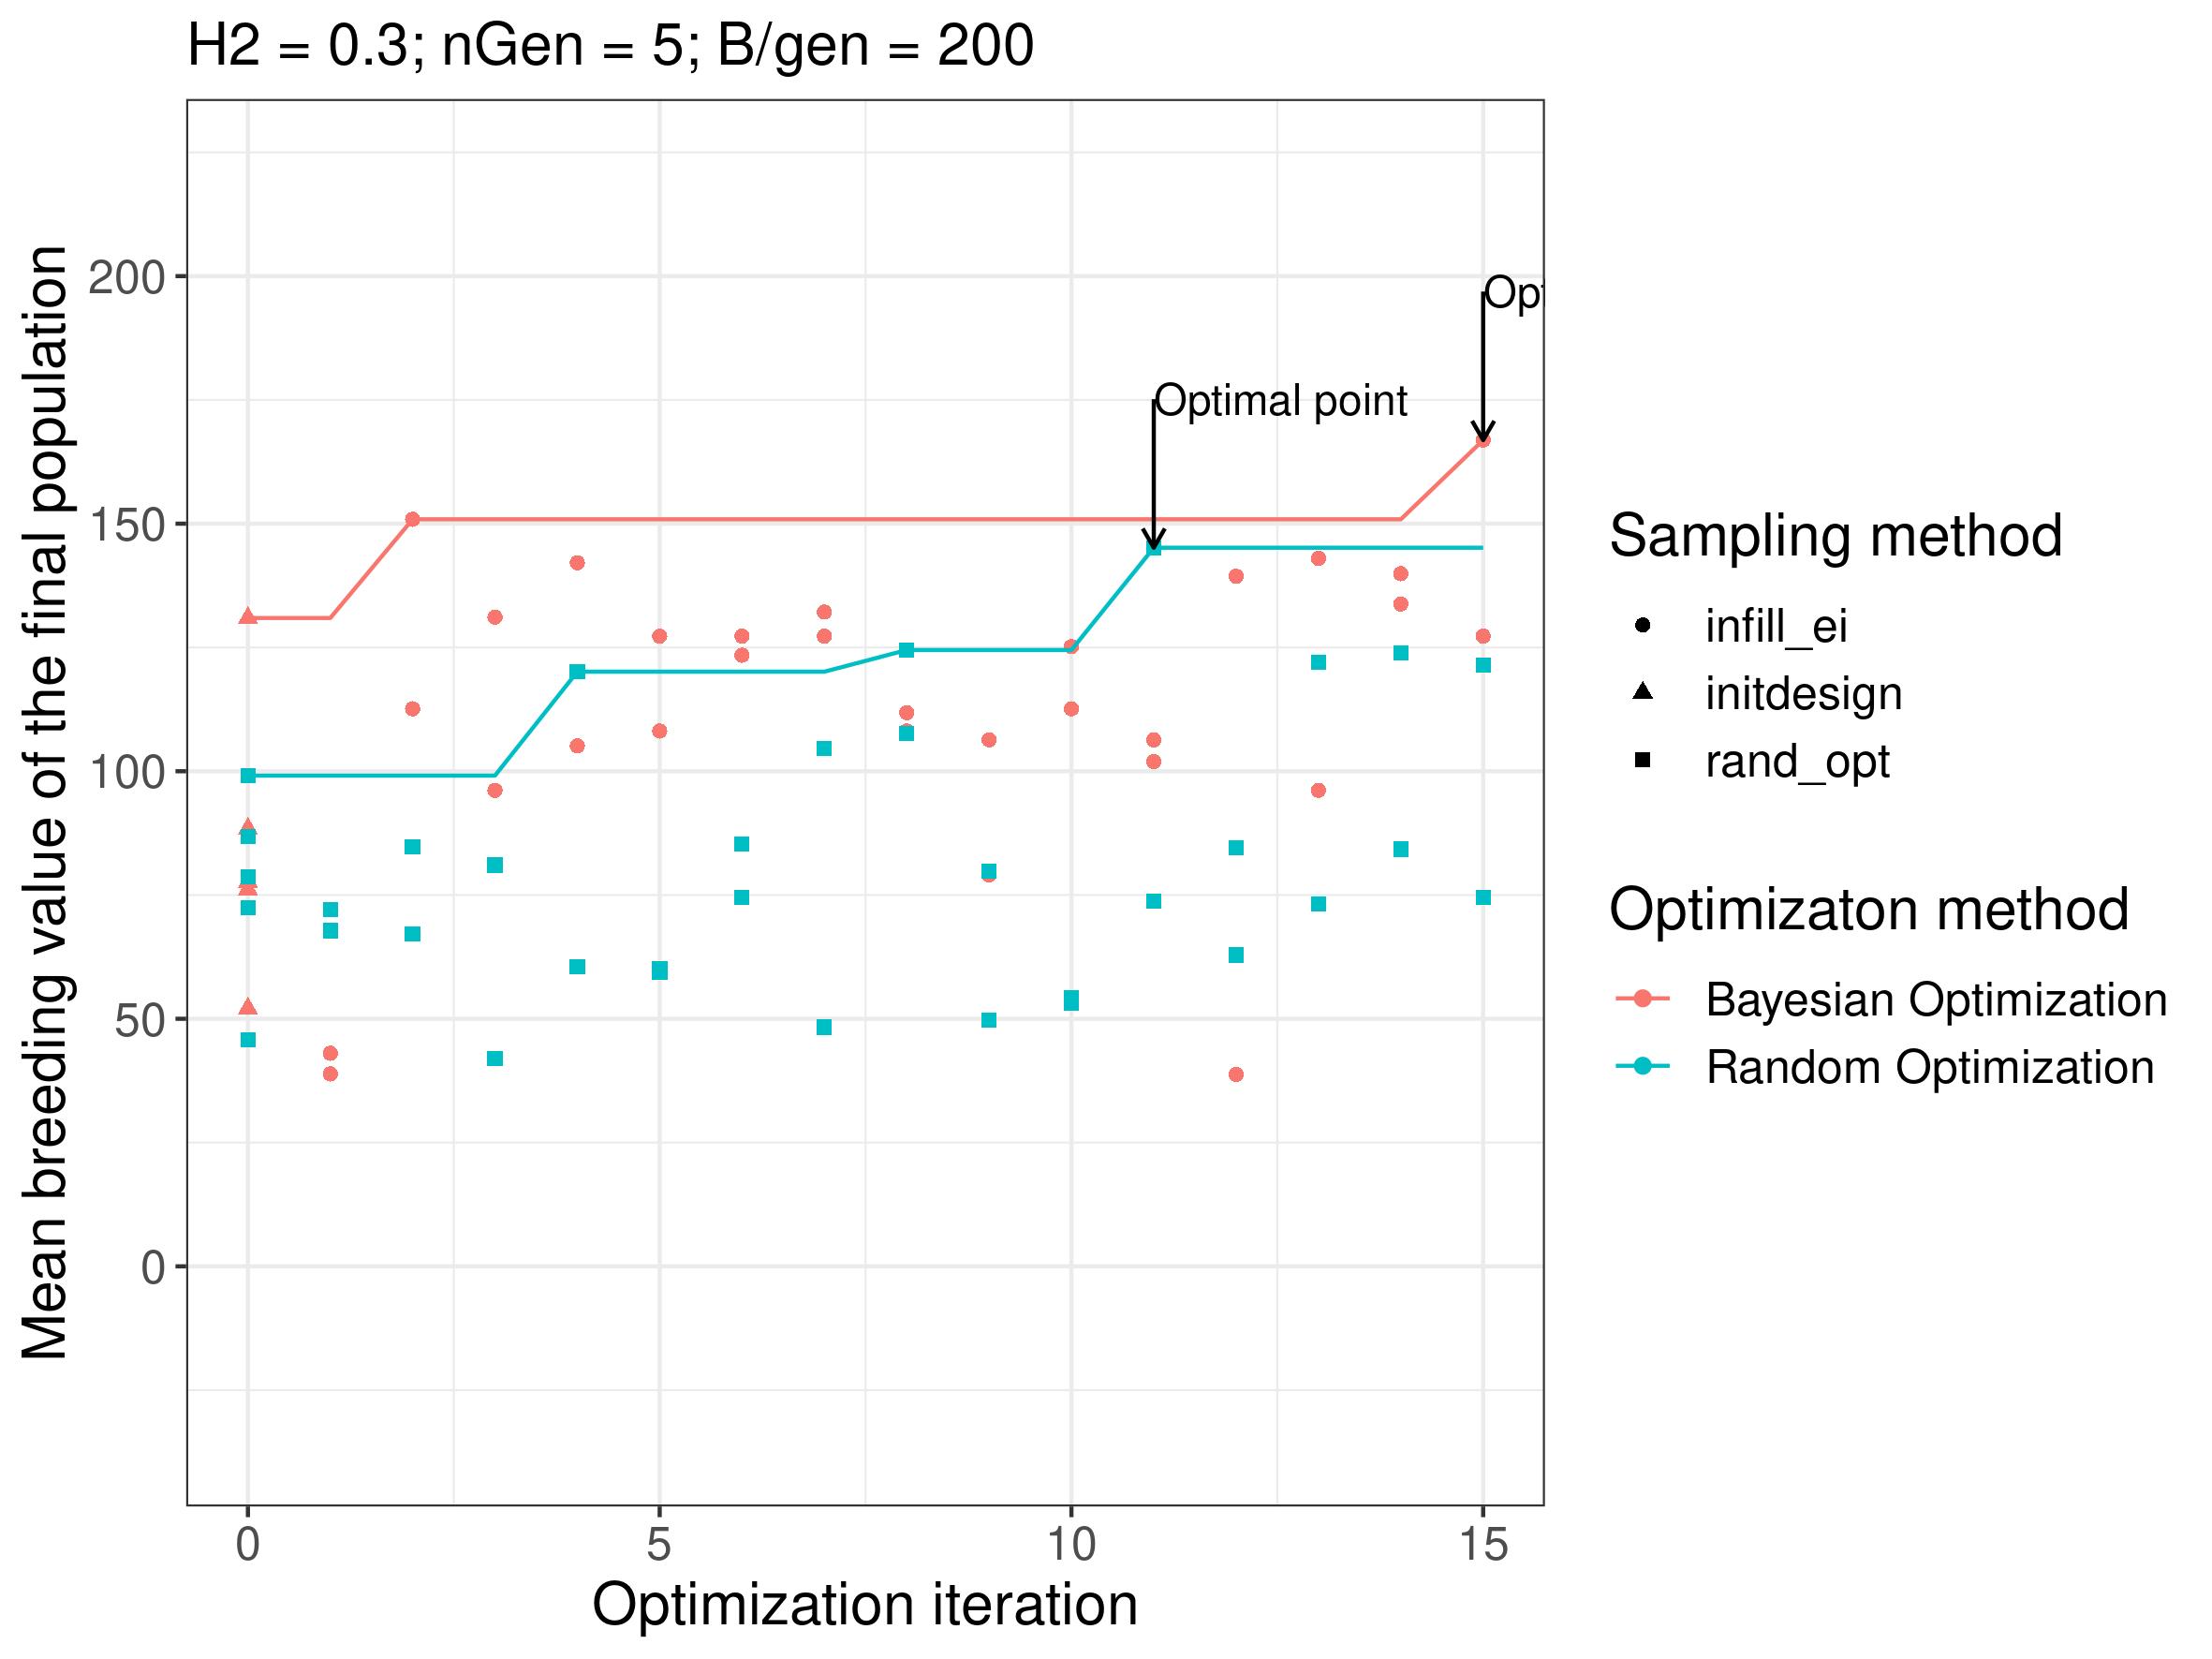 H2 = 0.3; nGen = 5; B/gen = 200
Mean breeding value of the final population
200
150
100
50
0
Opt
Optimal point
0
5
10
15
Optimization iteration
Sampling method
infill_ei
initdesign
rand_opt
Optimizaton method
Bayesian Optimization
Random Optimization